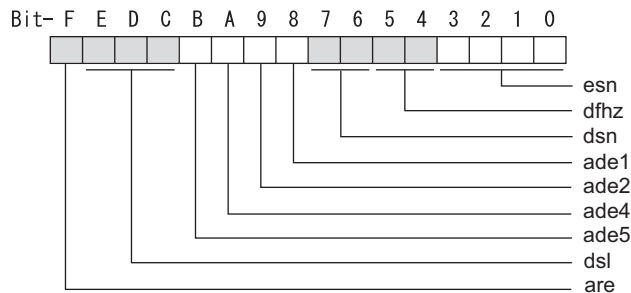 Bit- F E D C B A 9 8 7 6 5 4 3 2 1 0
esn
dfhz
dsn
ade1
ade2
ade4
ade5
dsl
are